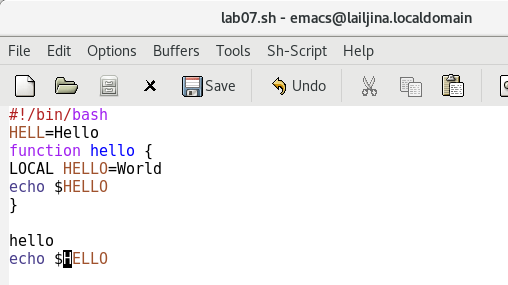 lab07.sh - emacs@lailjina.localdomain
File Edit Options Buffers Tools Sh-Script Help
Save Undo
#!/bin/bash
HELL=Hello
function hello {
LOCAL HELLO=World
echo $HELLO
}
hello
echo $HELLO